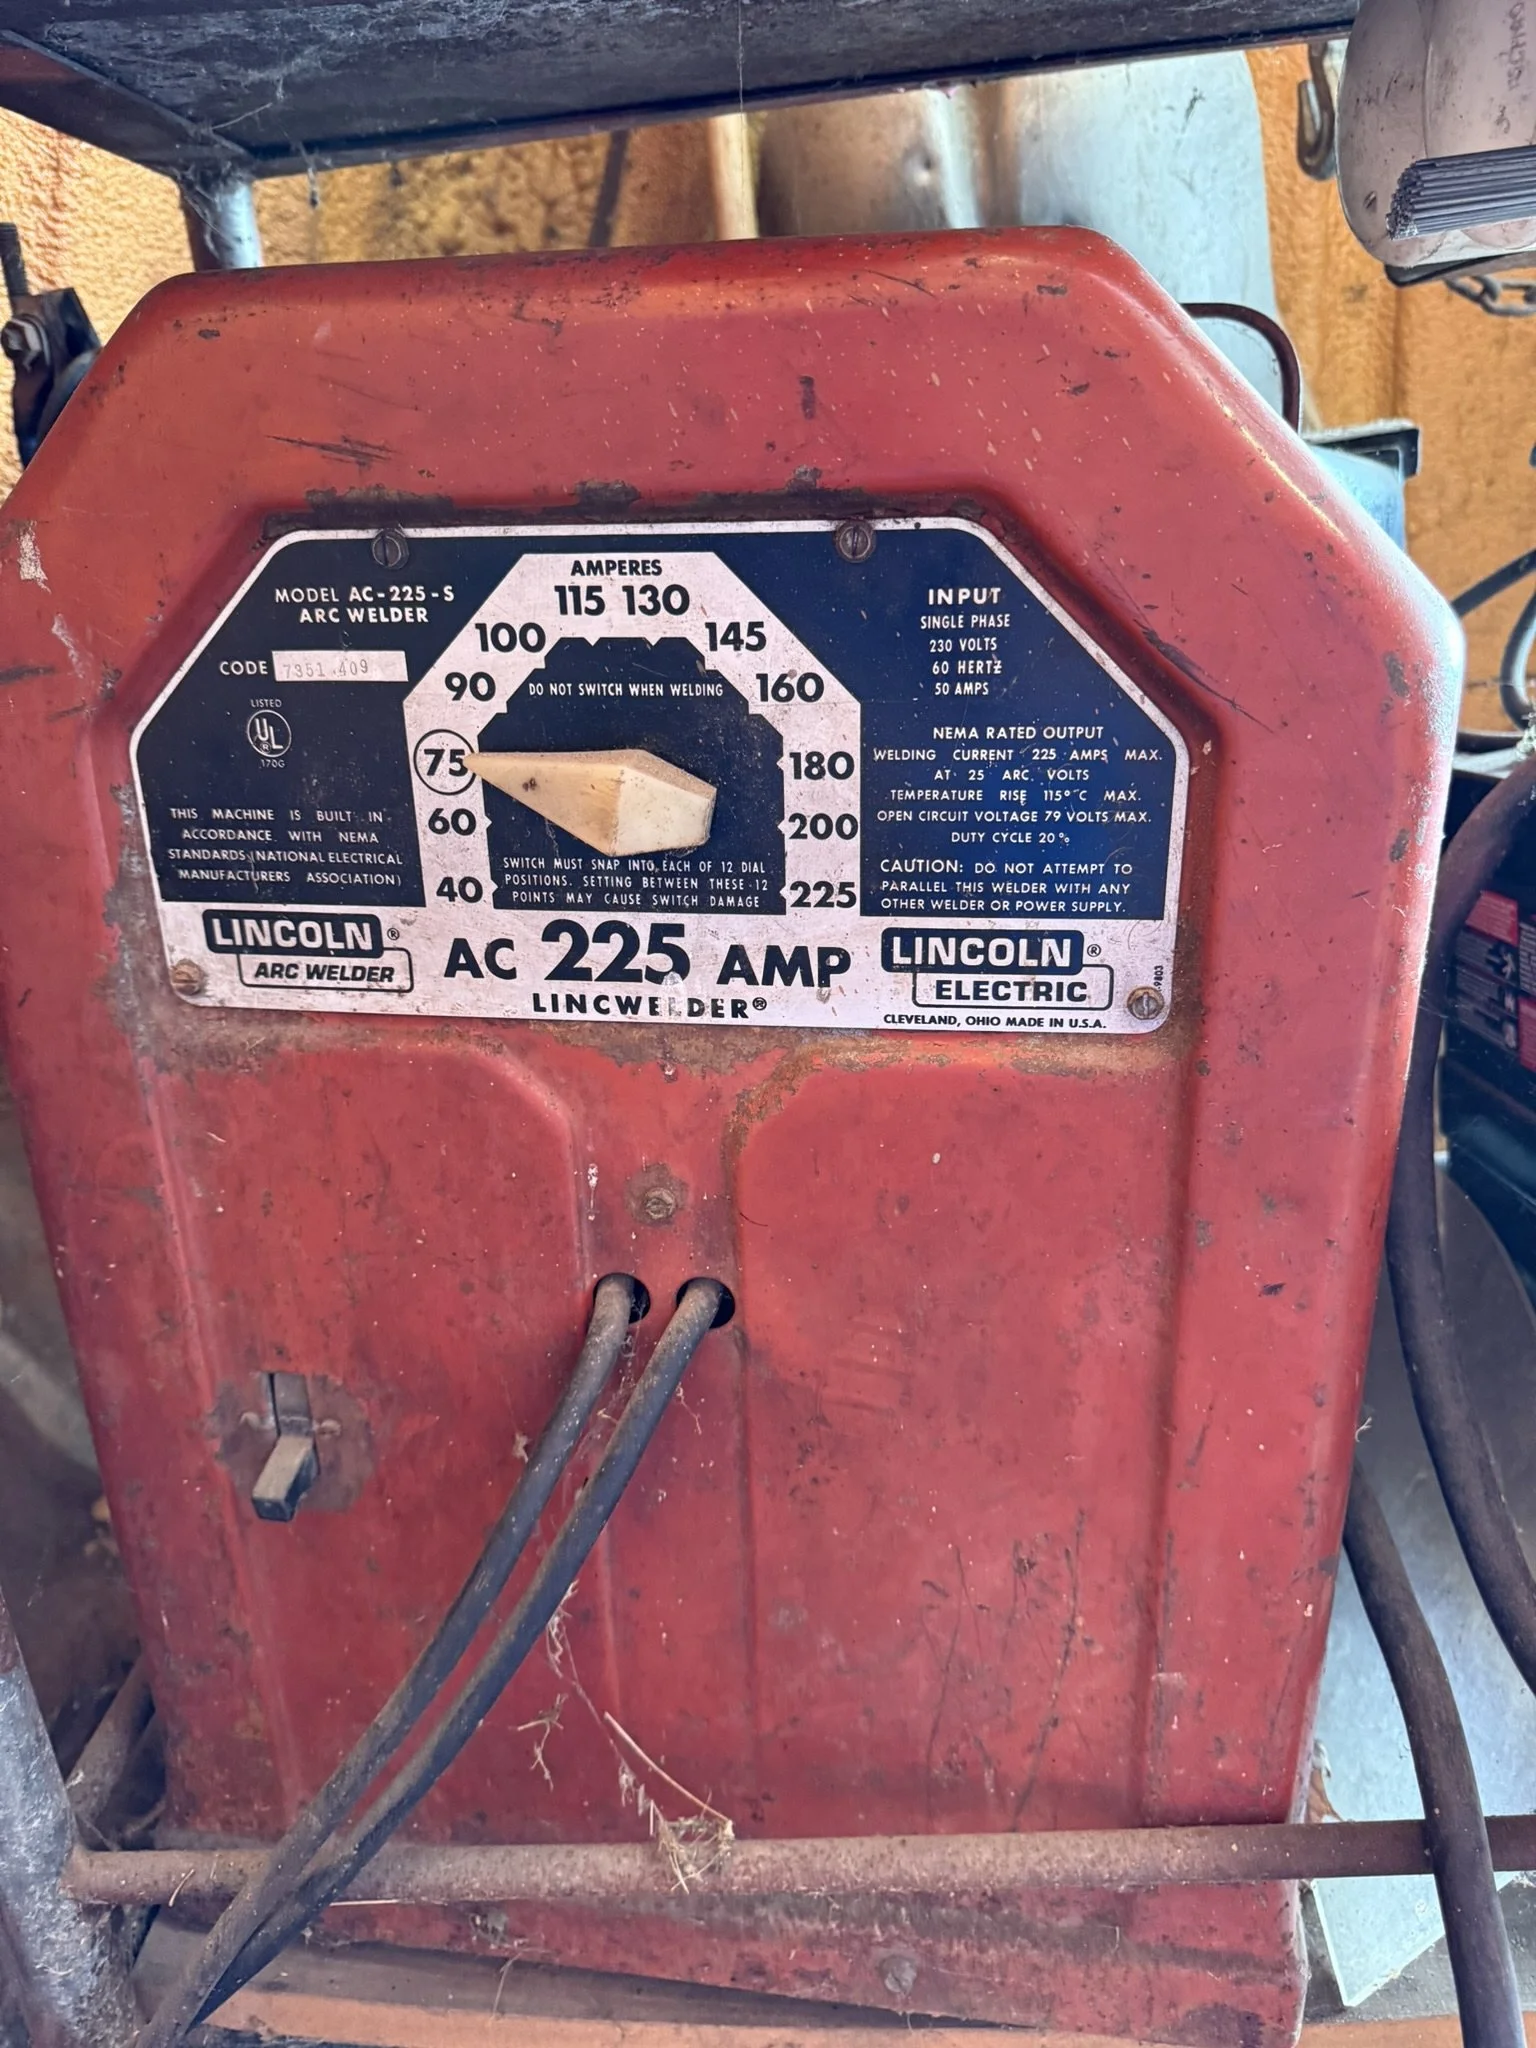 MODEL AC-225-S
ARC WELDER
CODE 7351 409
LISTED
UL
®
170G
THIS MACHINE IS BUILT IN
ACCORDANCE WITH NEMA
STANDARDS (NATIONAL ELECTRICAL
MANUFACTURERS ASSOCIATION)
AMPERES
115 130
100 145
90 160
DO NOT SWITCH WHEN WELDING
75 180
60 200
40 225
SWITCH MUST SNAP INTO EACH OF 12 DIAL
POSITIONS. SETTING BETWEEN THESE 12
POINTS MAY CAUSE SWITCH DAMAGE
INPUT
SINGLE PHASE
230 VOLTS
60 HERTZ
50 AMPS
NEMA RATED OUTPUT
WELDING CURRENT 225 AMPS MAX.
AT 25 ARC VOLTS
TEMPERATURE RISE 115°C MAX.
OPEN CIRCUIT VOLTAGE 79 VOLTS MAX.
DUTY CYCLE 20%
CAUTION: DO NOT ATTEMPT TO
PARALLEL THIS WELDER WITH ANY
OTHER WELDER OR POWER SUPPLY.
LINCOLN®
ARC WELDER
AC 225 AMP
LINCWELDER®
LINCOLN®
ELECTRIC
CLEVELAND, OHIO MADE IN U.S.A.